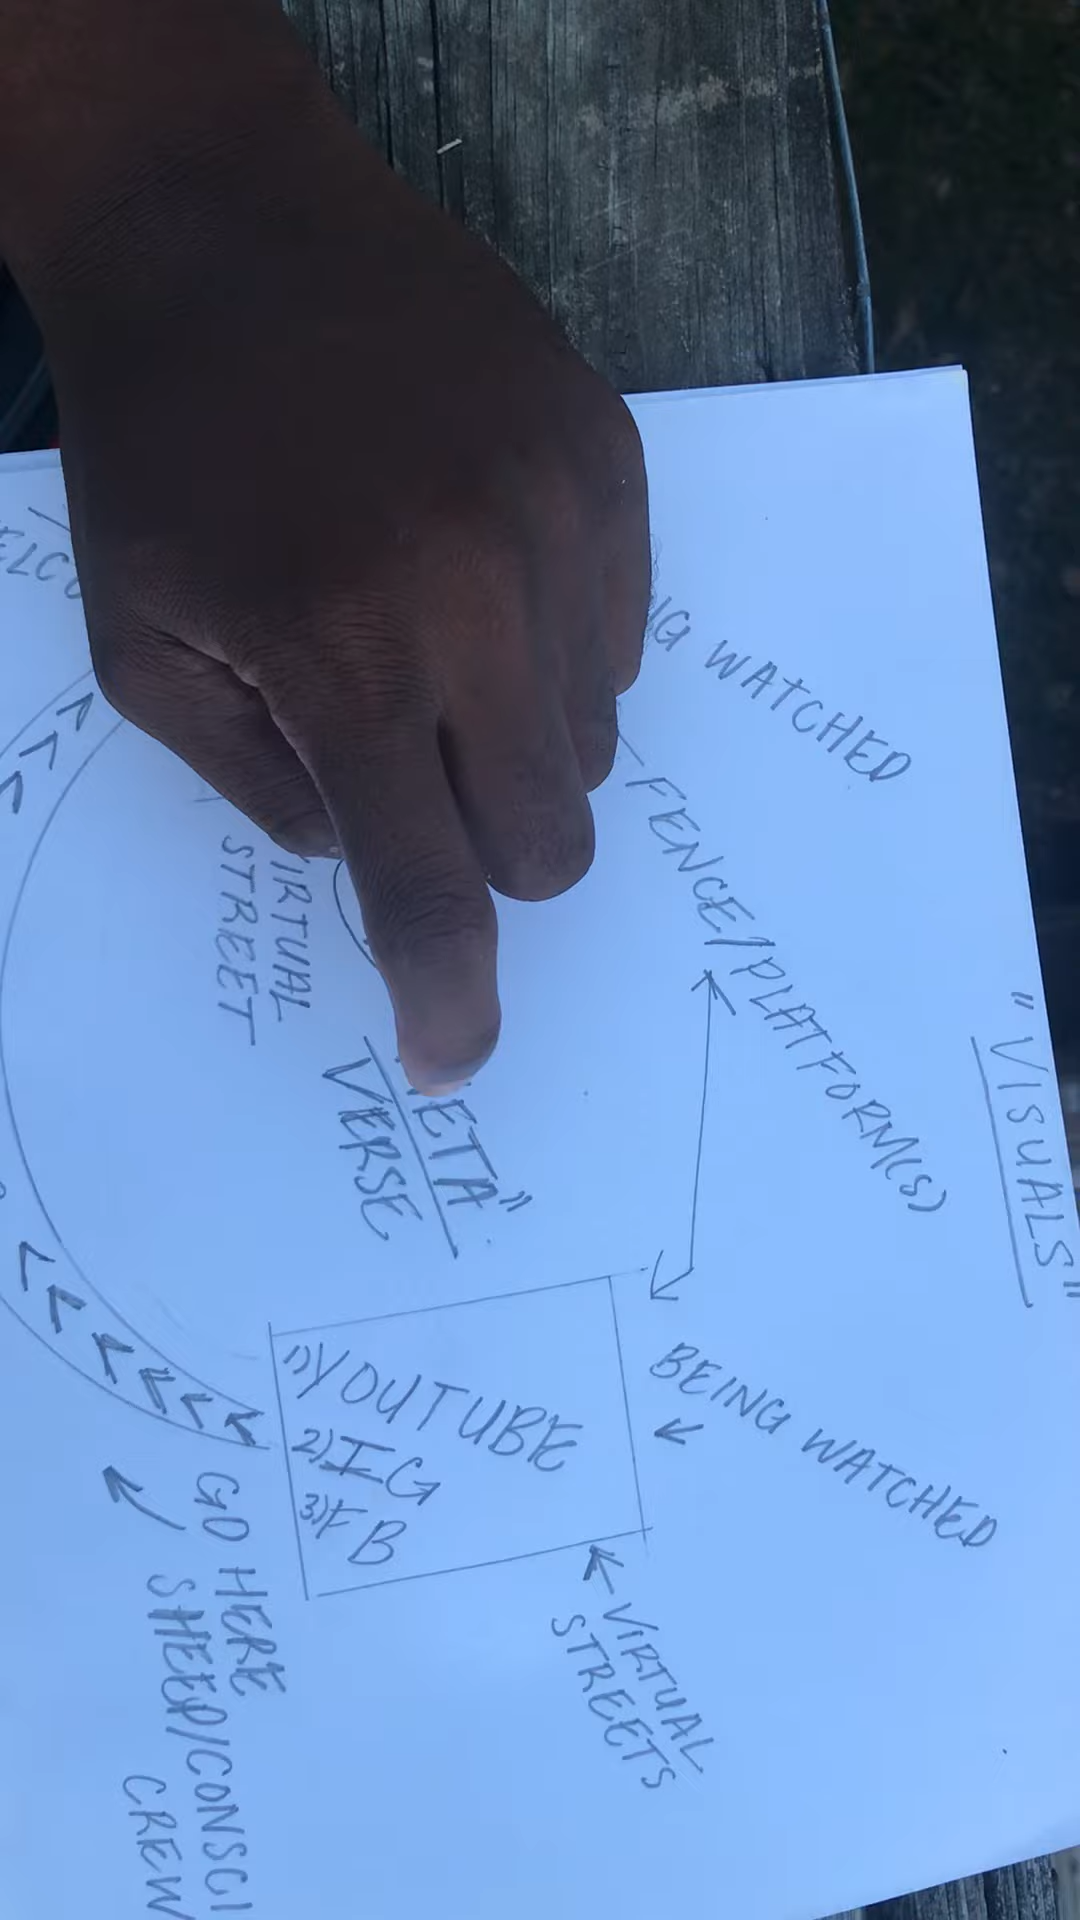 "VISUALS"
WATCHED
FENCE/PLATFORM(S)
BEING WATCHED
VIRTUAL
STREETS
"
VERSE
STREET
1) YOUTUBE
2) IG
3) FB
GO HERE
SHEEP/CONSCI
CREW